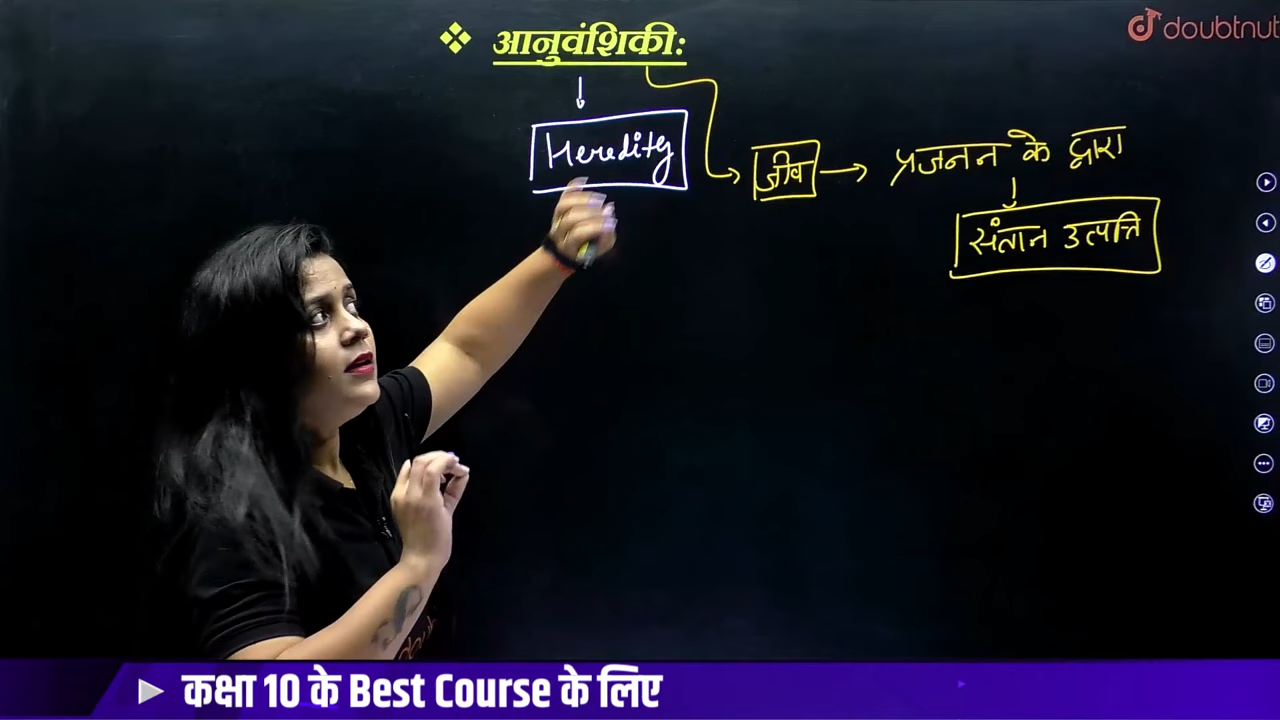 ❖ आनुवंशिकी:
doubtnut
Heredity
जीव → प्रजनन के द्वारा
संतान उत्पत्ति
कक्षा 10 के Best Course के लिए